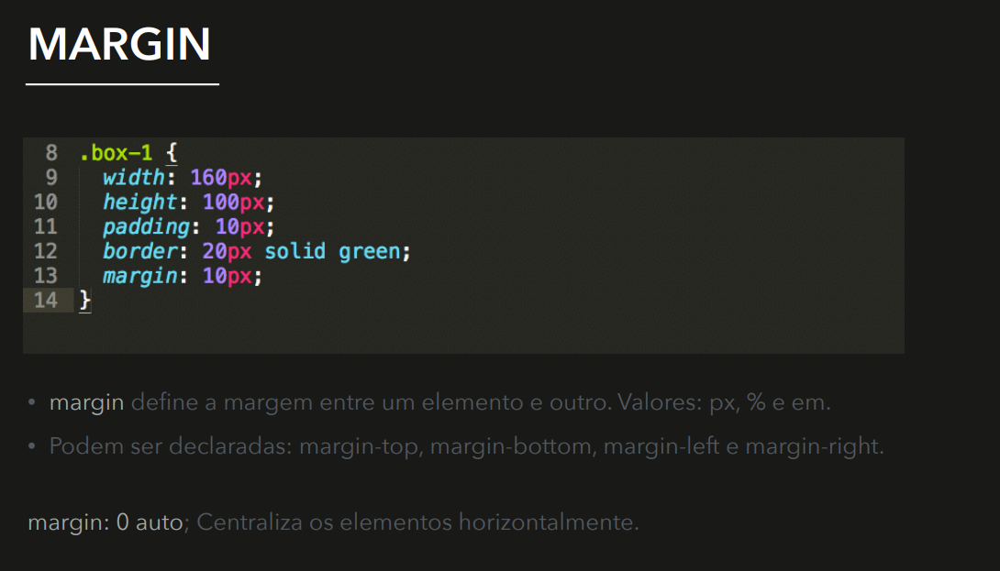 MARGIN
8 .box-1 {
9 width: 160px;
10 height: 100px;
11 padding: 10px;
12 border: 20px solid green;
13 margin: 10px;
14 }
• margin define a margem entre um elemento e outro. Valores: px, % e em.
• Podem ser declaradas: margin-top, margin-bottom, margin-left e margin-right.
margin: 0 auto; Centraliza os elementos horizontalmente.